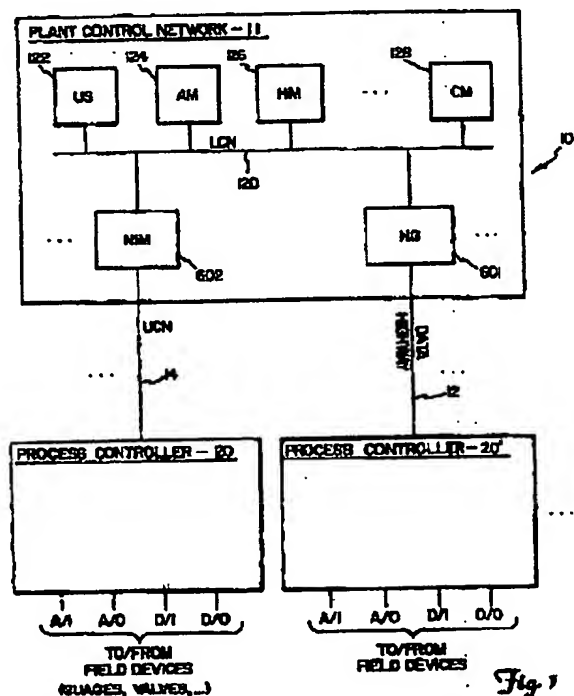 PLANT CONTROL NETWORK - 11
122
124
126
128
US
AM
HM
...
CM
LCN
120
10
...
NIM
HG
...
602
601
UCN
DATA
HIGHWAY
...
14
12
...
PROCESS CONTROLLER - 20
PROCESS CONTROLLER - 20'
...
A/I A/O D/I D/O
A/I A/O D/I D/O
TO/FROM
FIELD DEVICES
(GUAGES, VALVES,...)
TO/FROM
FIELD DEVICES
Fig. 1